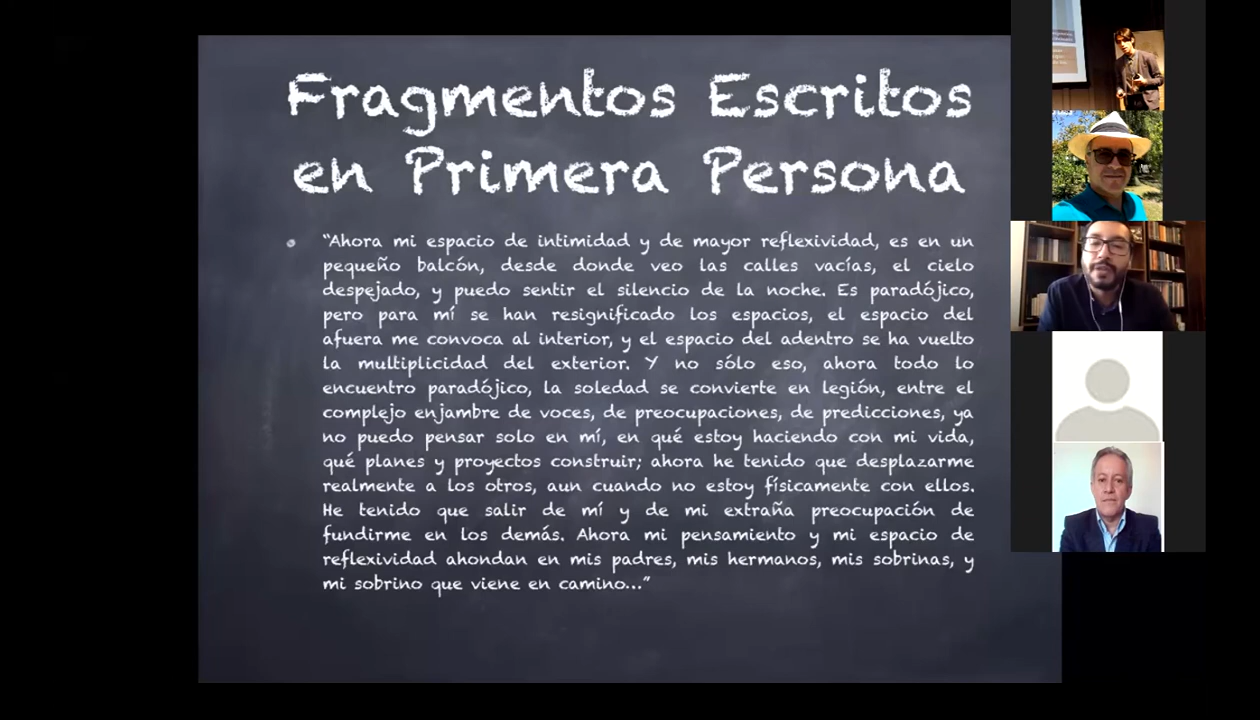 Fragmentos Escritos
en Primera Persona
“Ahora mi espacio de intimidad y de mayor reflexividad, es en un
pequeño balcón, desde donde veo las calles vacías, el cielo
despejado, y puedo sentir el silencio de la noche. Es paradójico,
pero para mí se han resignificado los espacios, el espacio del
afuera me convoca al interior, y el espacio del adentro se ha vuelto
la multiplicidad del exterior. Y no sólo eso, ahora todo lo
encuentro paradójico, la soledad se convierte en legión, entre el
complejo enjambre de voces, de preocupaciones, de predicciones, ya
no puedo pensar solo en mí, en qué estoy haciendo con mi vida,
qué planes y proyectos construir; ahora he tenido que desplazarme
realmente a los otros, aun cuando no estoy físicamente con ellos.
He tenido que salir de mí y de mi extraña preocupación de
fundirme en los demás. Ahora mi pensamiento y mi espacio de
reflexividad ahondan en mis padres, mis hermanos, mis sobrinas, y
mi sobrino que viene en camino...”